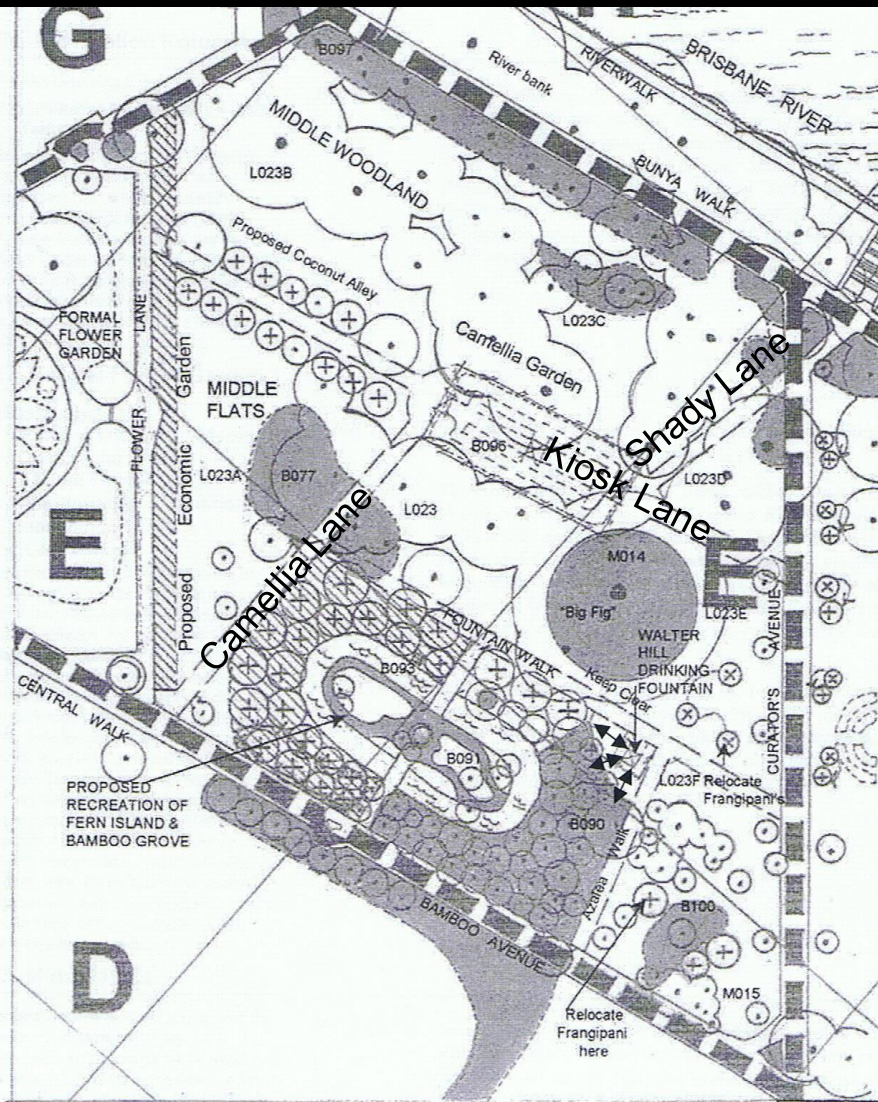 G
B097
River bank
RIVERWALK
BRISBANE RIVER
MIDDLE WOODLAND
BUNYA WALK
L023B
Proposed Coconut Alley
FORMAL
FLOWER
GARDEN
FLOWER LANE
Proposed Economic Garden
MIDDLE
FLATS
L023C
Camellia Garden
Shady Lane
Kiosk Lane
B096
L023D
L023A
B077
L023
Camellia Lane
E
E
M014
"Big Fig"
L023E
WALTER
HILL
DRINKING
FOUNTAIN
FOUNTAIN WALK
Keep Clear
CURATOR'S AVENUE
B093
B091
CENTRAL WALK
PROPOSED
RECREATION OF
FERN ISLAND &
BAMBOO GROVE
L023F
Relocate
Frangipani's
B090
Azalea Walk
B100
BAMBOO AVENUE
M015
D
Relocate
Frangipani
here